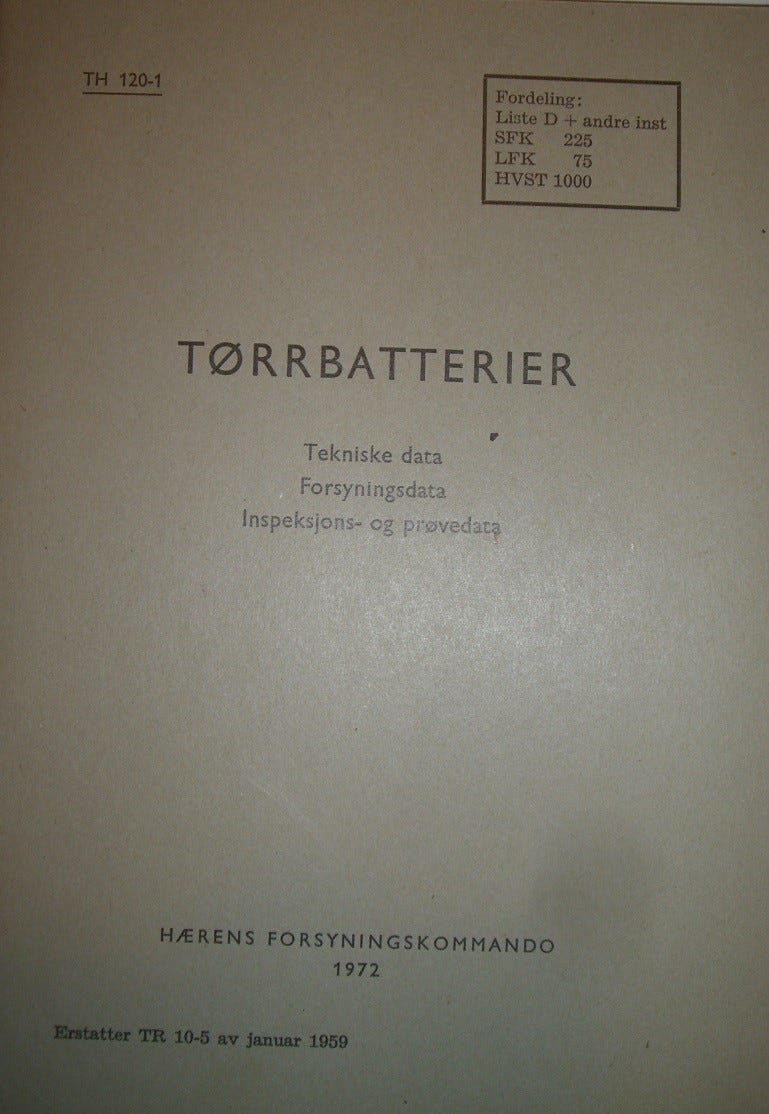 TH 120-1
Fordeling:
Liste D + andre inst
SFK 225
LFK 75
HVST 1000
TØRRBATTERIER
Tekniske data
Forsyningsdata
Inspeksjons- og prøvedata
HÆRENS FORSYNINGSKOMMANDO
1972
Erstatter TR 10-5 av januar 1959